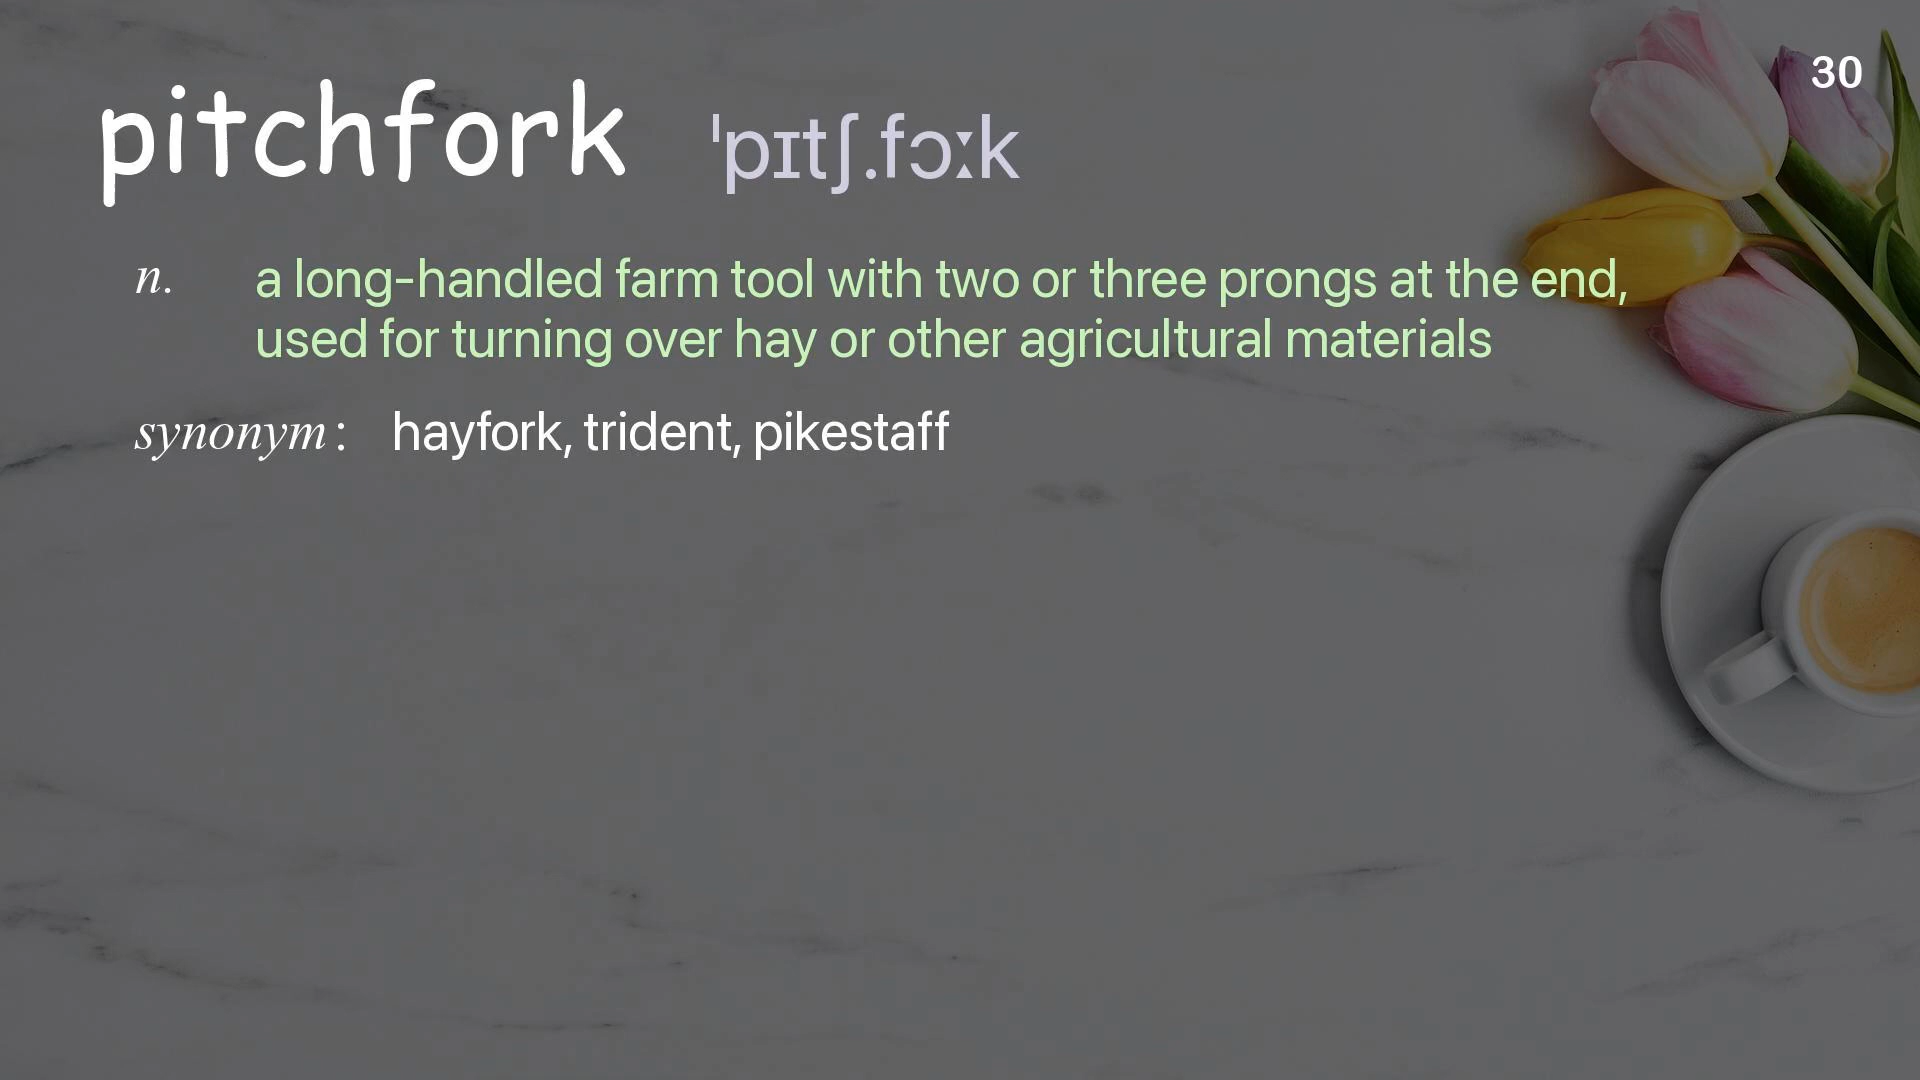 30
pitchfork ˈpɪtʃ.fɔːk
n. a long-handled farm tool with two or three prongs at the end,
used for turning over hay or other agricultural materials
synonym: hayfork, trident, pikestaff